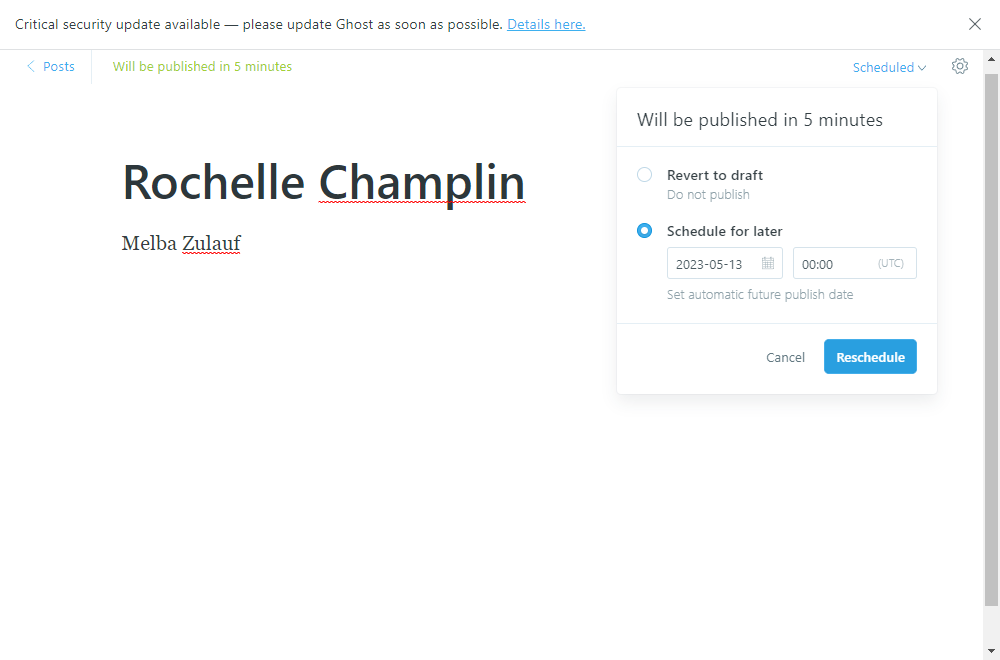 Critical security update available — please update Ghost as soon as possible. Details here.
Posts
Will be published in 5 minutes
Scheduled
Will be published in 5 minutes
Rochelle Champlin
Revert to draft
Do not publish
Schedule for later
Melba Zulauf
2023-05-13
00:00 (UTC)
Set automatic future publish date
Cancel
Reschedule